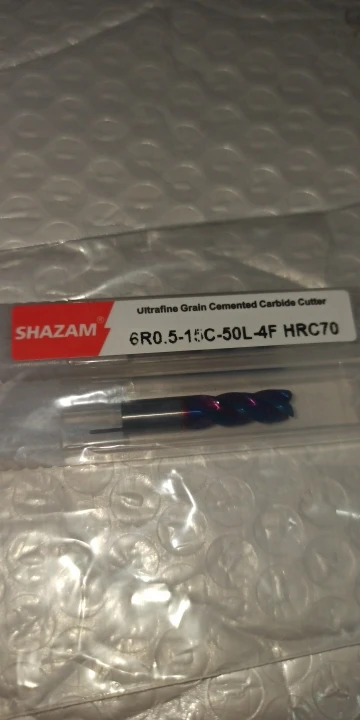 Ultrafine Grain Cemented Carbide Cutter
SHAZAM®
6R0.5-15C-50L-4F HRC70